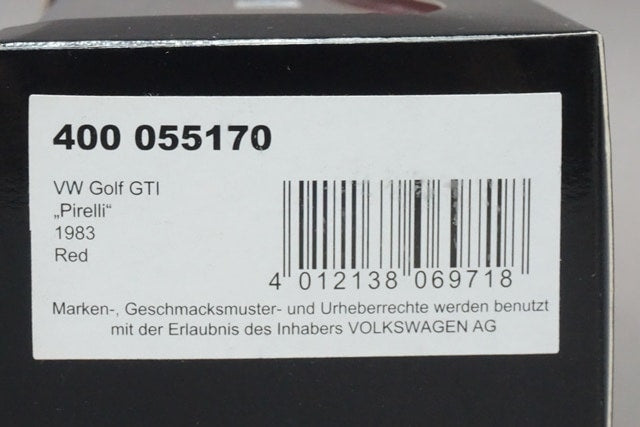 400 055170
VW Golf GTI
„Pirelli“
1983
Red
4 012138 069718
Marken-, Geschmacksmuster- und Urheberrechte werden benutzt
mit der Erlaubnis des Inhabers VOLKSWAGEN AG